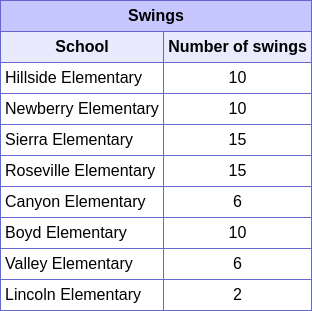 Swings
School Number of swings
Hillside Elementary 10
Newberry Elementary 10
Sierra Elementary 15
Roseville Elementary 15
Canyon Elementary 6
Boyd Elementary 10
Valley Elementary 6
Lincoln Elementary 2